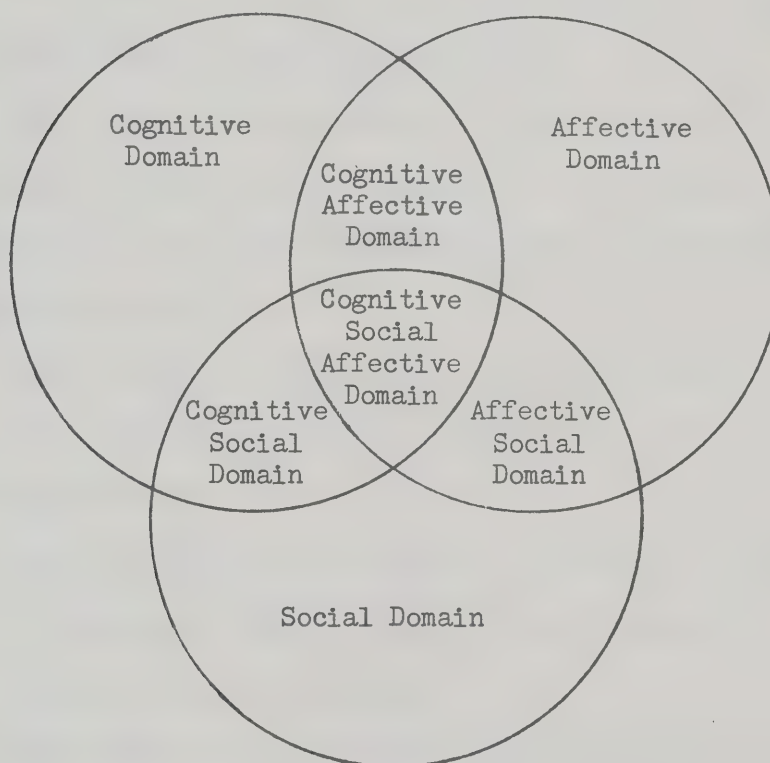 Cognitive
Domain
Affective
Domain
Cognitive
Affective
Domain
Cognitive
Social
Affective
Domain
Cognitive
Social
Domain
Affective
Social
Domain
Social Domain